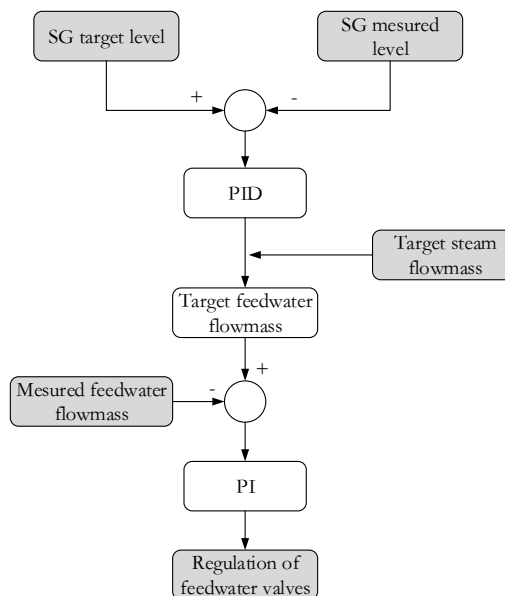 SG target level
SG mesured
level
+
-
PID
Target steam
flowmass
Target feedwater
flowmass
+
Mesured feedwater
flowmass
-
PI
Regulation of
feedwater valves